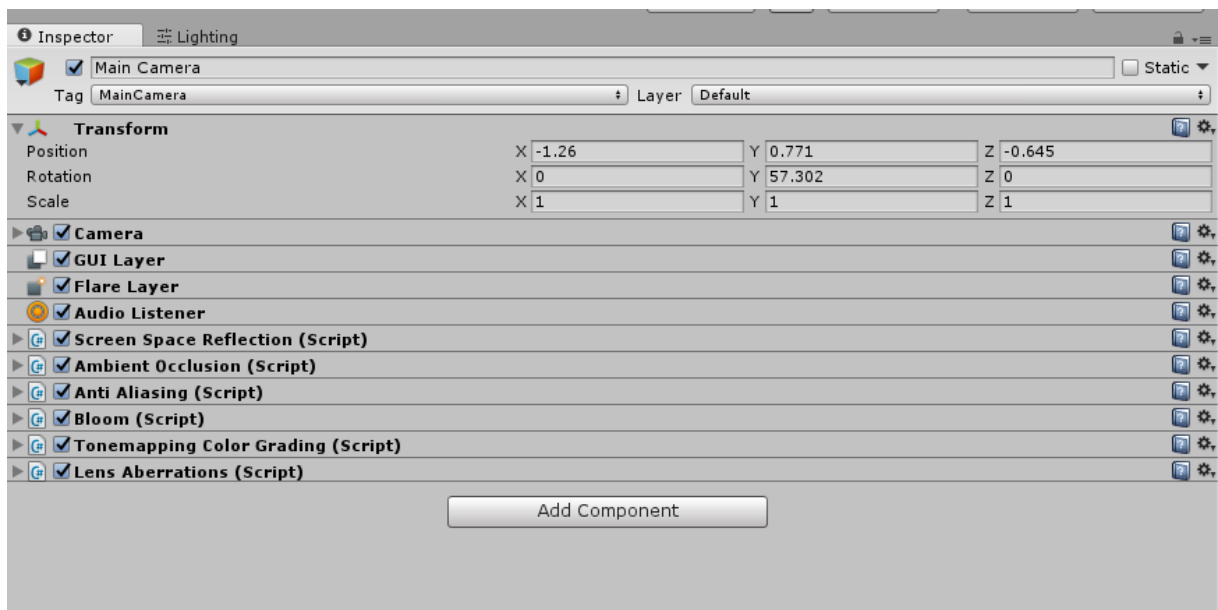 Inspector Lighting
Main Camera Static
Tag MainCamera Layer Default
Transform
Position X -1.26 Y 0.771 Z -0.645
Rotation X 0 Y 57.302 Z 0
Scale X 1 Y 1 Z 1
Camera
GUI Layer
Flare Layer
Audio Listener
Screen Space Reflection (Script)
Ambient Occlusion (Script)
Anti Aliasing (Script)
Bloom (Script)
Tonemapping Color Grading (Script)
Lens Aberrations (Script)
Add Component